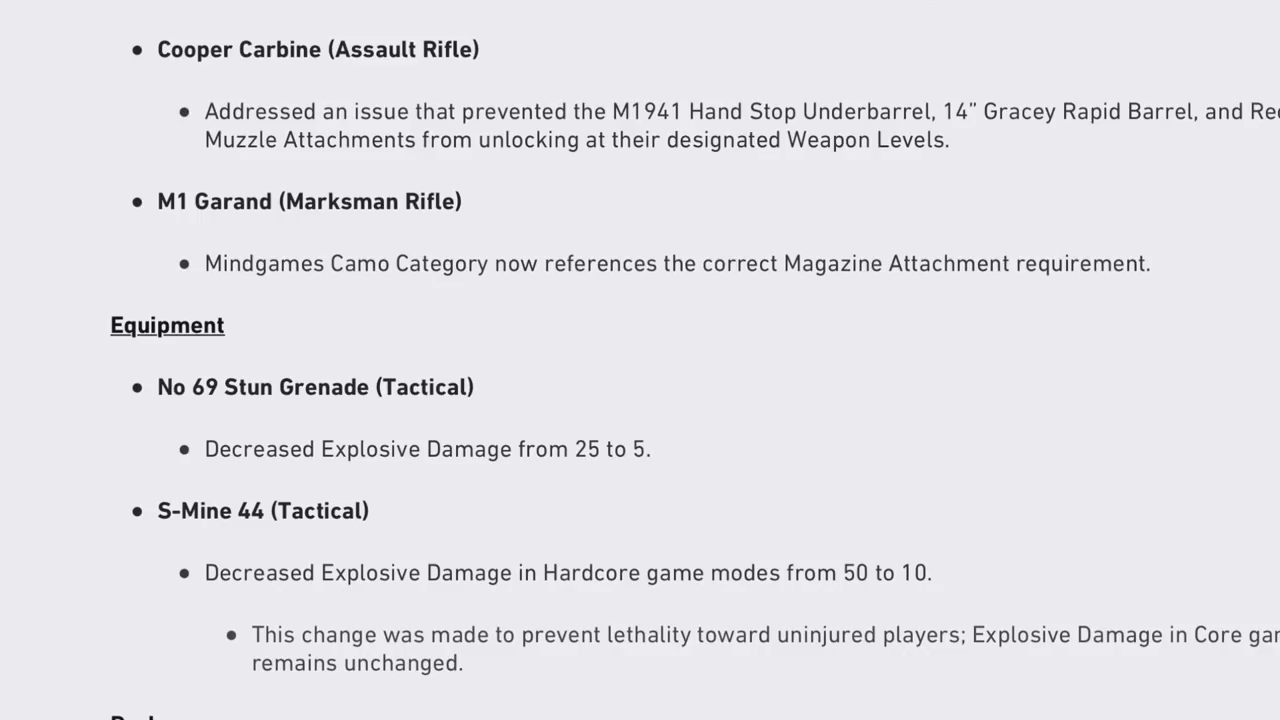 • Cooper Carbine (Assault Rifle)
• Addressed an issue that prevented the M1941 Hand Stop Underbarrel, 14” Gracey Rapid Barrel, and
Muzzle Attachments from unlocking at their designated Weapon Levels.
• M1 Garand (Marksman Rifle)
• Mindgames Camo Category now references the correct Magazine Attachment requirement.
Equipment
• No 69 Stun Grenade (Tactical)
• Decreased Explosive Damage from 25 to 5.
• S-Mine 44 (Tactical)
• Decreased Explosive Damage in Hardcore game modes from 50 to 10.
• This change was made to prevent lethality toward uninjured players; Explosive Damage in Core
remains unchanged.